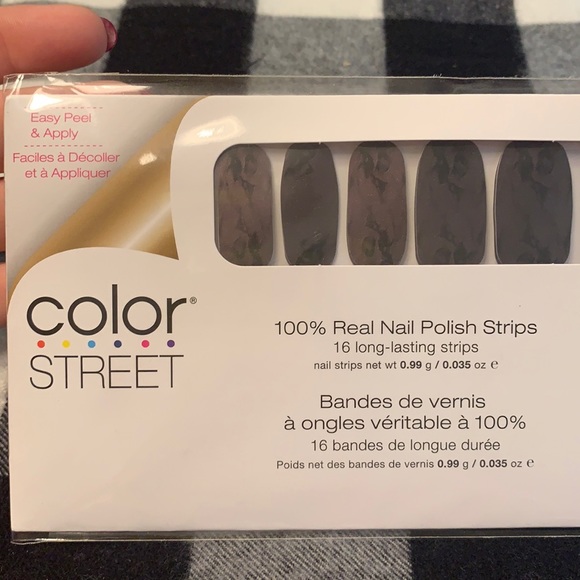 Easy Peel
& Apply
Faciles à Décoller
et à Appliquer
color®
STREET
100% Real Nail Polish Strips
16 long-lasting strips
nail strips net wt 0.99 g / 0.035 oz ℮
Bandes de vernis
à ongles véritable à 100%
16 bandes de longue durée
Poids net des bandes de vernis 0.99 g / 0.035 oz ℮